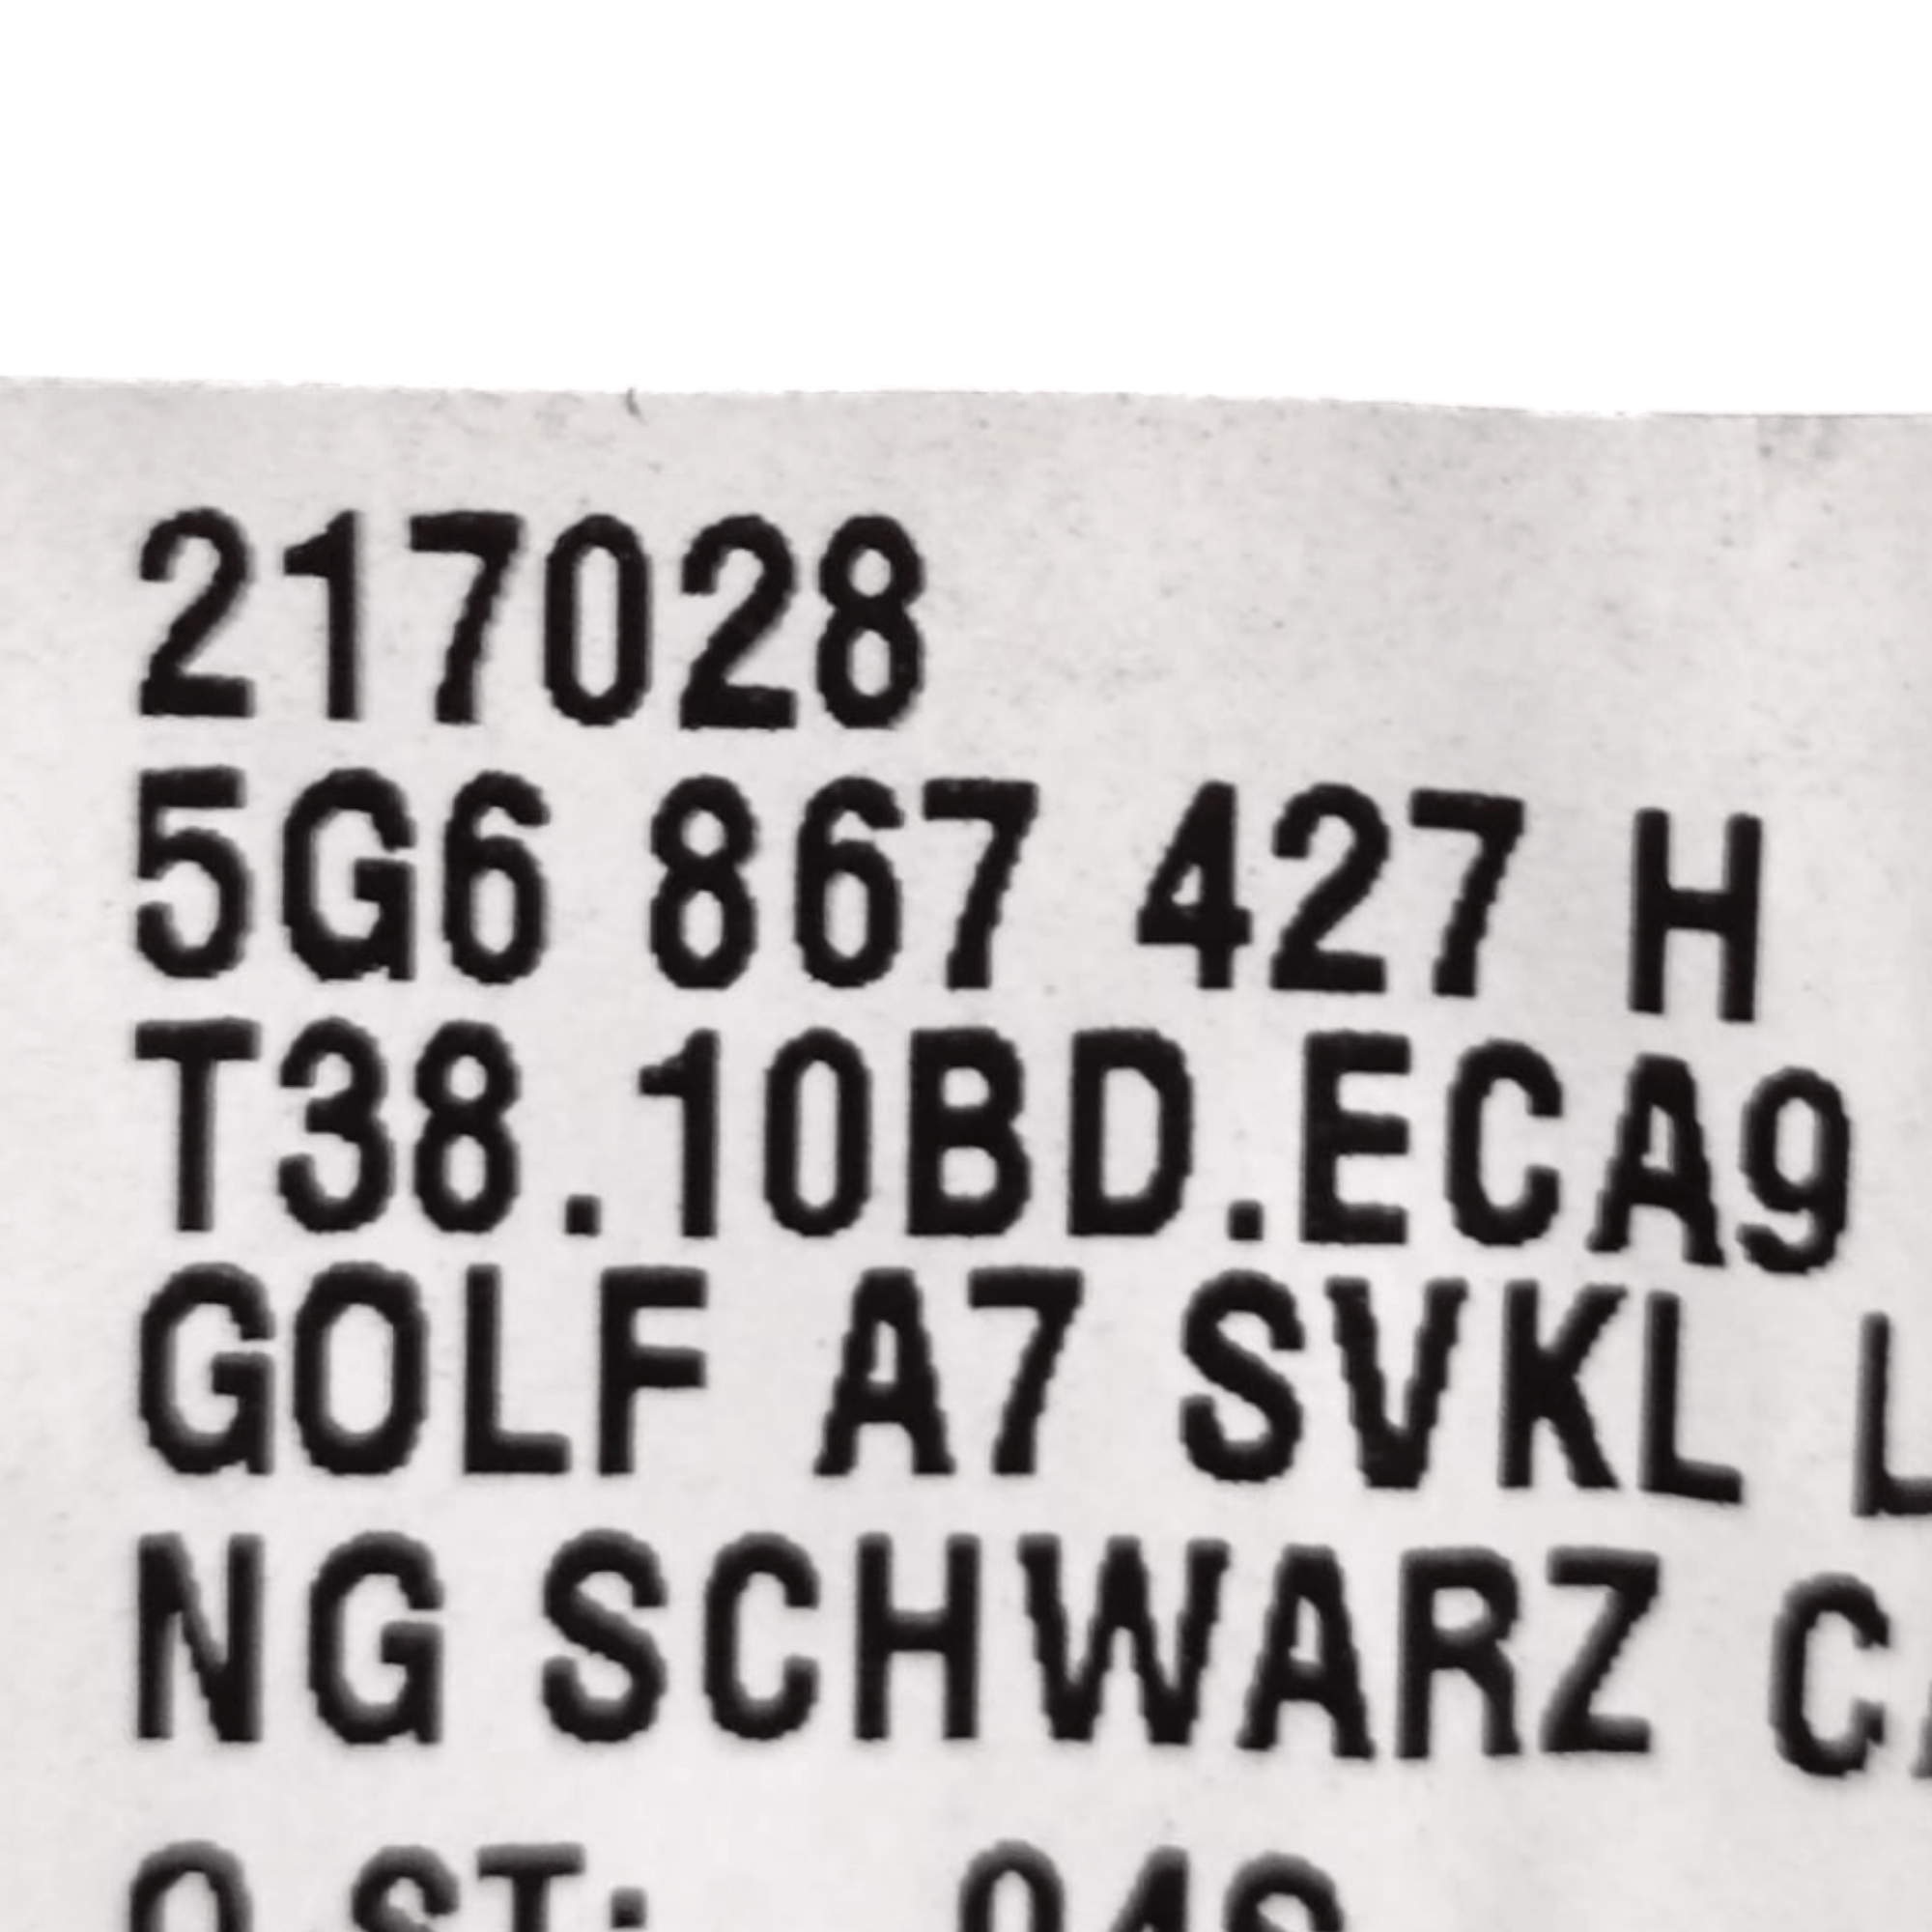 217028
5G6 867 427 H
T38.10BD.ECA9
GOLF A7 SVKL L
NG SCHWARZ